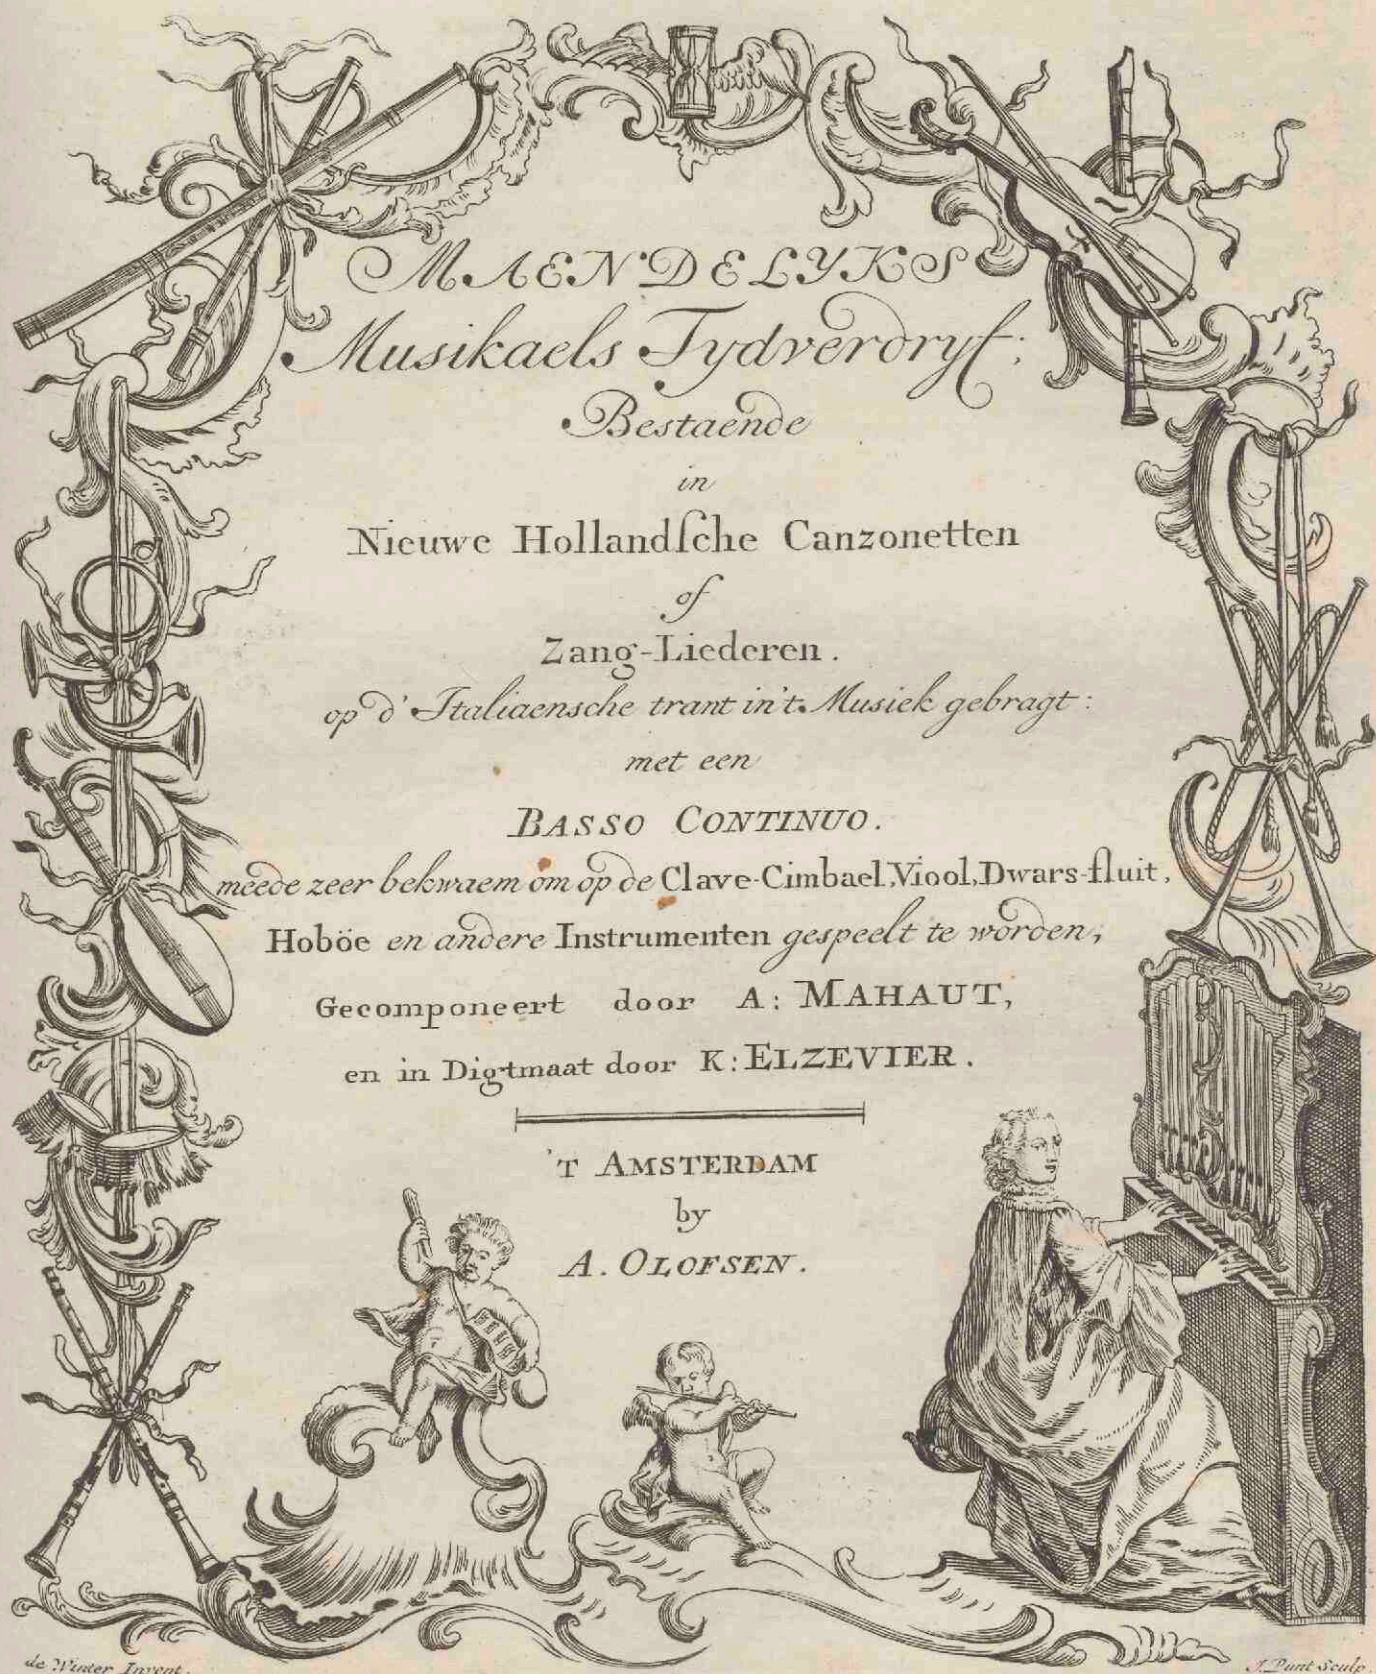 MAENDELYKS
Musikaels Tydverdryf;
Bestaende
in
Nieuwe Hollandſche Canzonetten
of
Zang-Liederen.
op d' Italiaensche trant in 't Musiek gebragt:
met een
BASSO CONTINUO.
meede zeer bekwaem om op de Clave-Cimbael, Viool, Dwars-fluit,
Hoböe en andere Instrumenten gespeelt te worden,
Gecomponeert door A: MAHAUT,
en in Digtmaat door K: ELZEVIER.
'T AMSTERDAM
by
A. OLOFSEN.
de Winter Invent.
J. Punt Sculp.